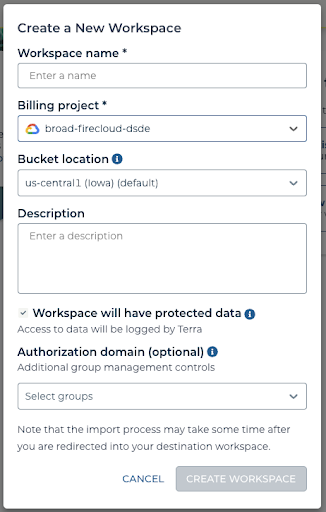 Create a New Workspace
Workspace name *
Enter a name
Billing project *
broad-firecloud-dsde
Bucket location
us-central1 (Iowa) (default)
Description
Enter a description
Workspace will have protected data
Access to data will be logged by Terra
Authorization domain (optional)
Additional group management controls
Select groups
Note that the import process may take some time after
you are redirected into your destination workspace.
CANCEL CREATE WORKSPACE